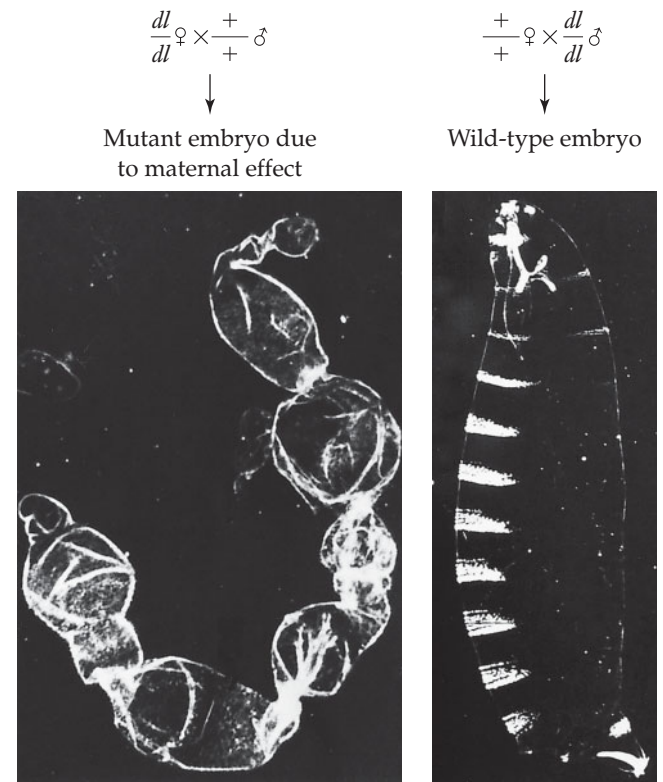 dl/dl ♀ × +/+ ♂
Mutant embryo due
to maternal effect
+/+ ♀ × dl/dl ♂
Wild-type embryo